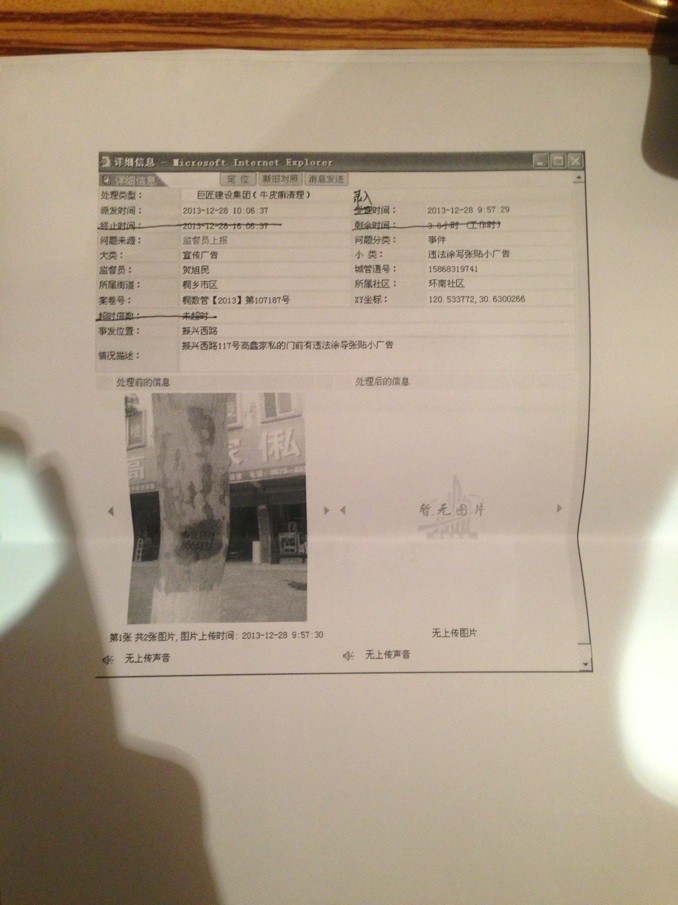 详细信息 - Microsoft Internet Explorer
详细信息 定 位 新旧对照 消息发送
处理类型： 巨匠建设集团（牛皮癣清理）
录入
派发时间： 2013-12-28 10:06:37 受理时间： 2013-12-28 9:57:29
终止时间： 2013-12-28 16:06:37 剩余时间： 3.0小时（工作时）
问题来源： 监督员上报 问题分类： 事件
大类： 宣传广告 小 类： 违法涂写张贴小广告
监督员： 贺旭民 城管通号： 15868319741
所属街道： 桐乡市区 所属社区： 环南社区
案卷号： 桐数管【2013】第107187号 XY坐标： 120.533772,30.6300266
超时倍数： 未超时
事发位置： 振兴西路
情况描述： 振兴西路117号高鑫家私的门前有违法徐导张贴小广告
处理前的信息 处理后的信息
高 家 俬
暂无图片
第1张 共2张图片, 图片上传时间: 2013-12-28 9:57:30 无上传图片
无上传声音 无上传声音